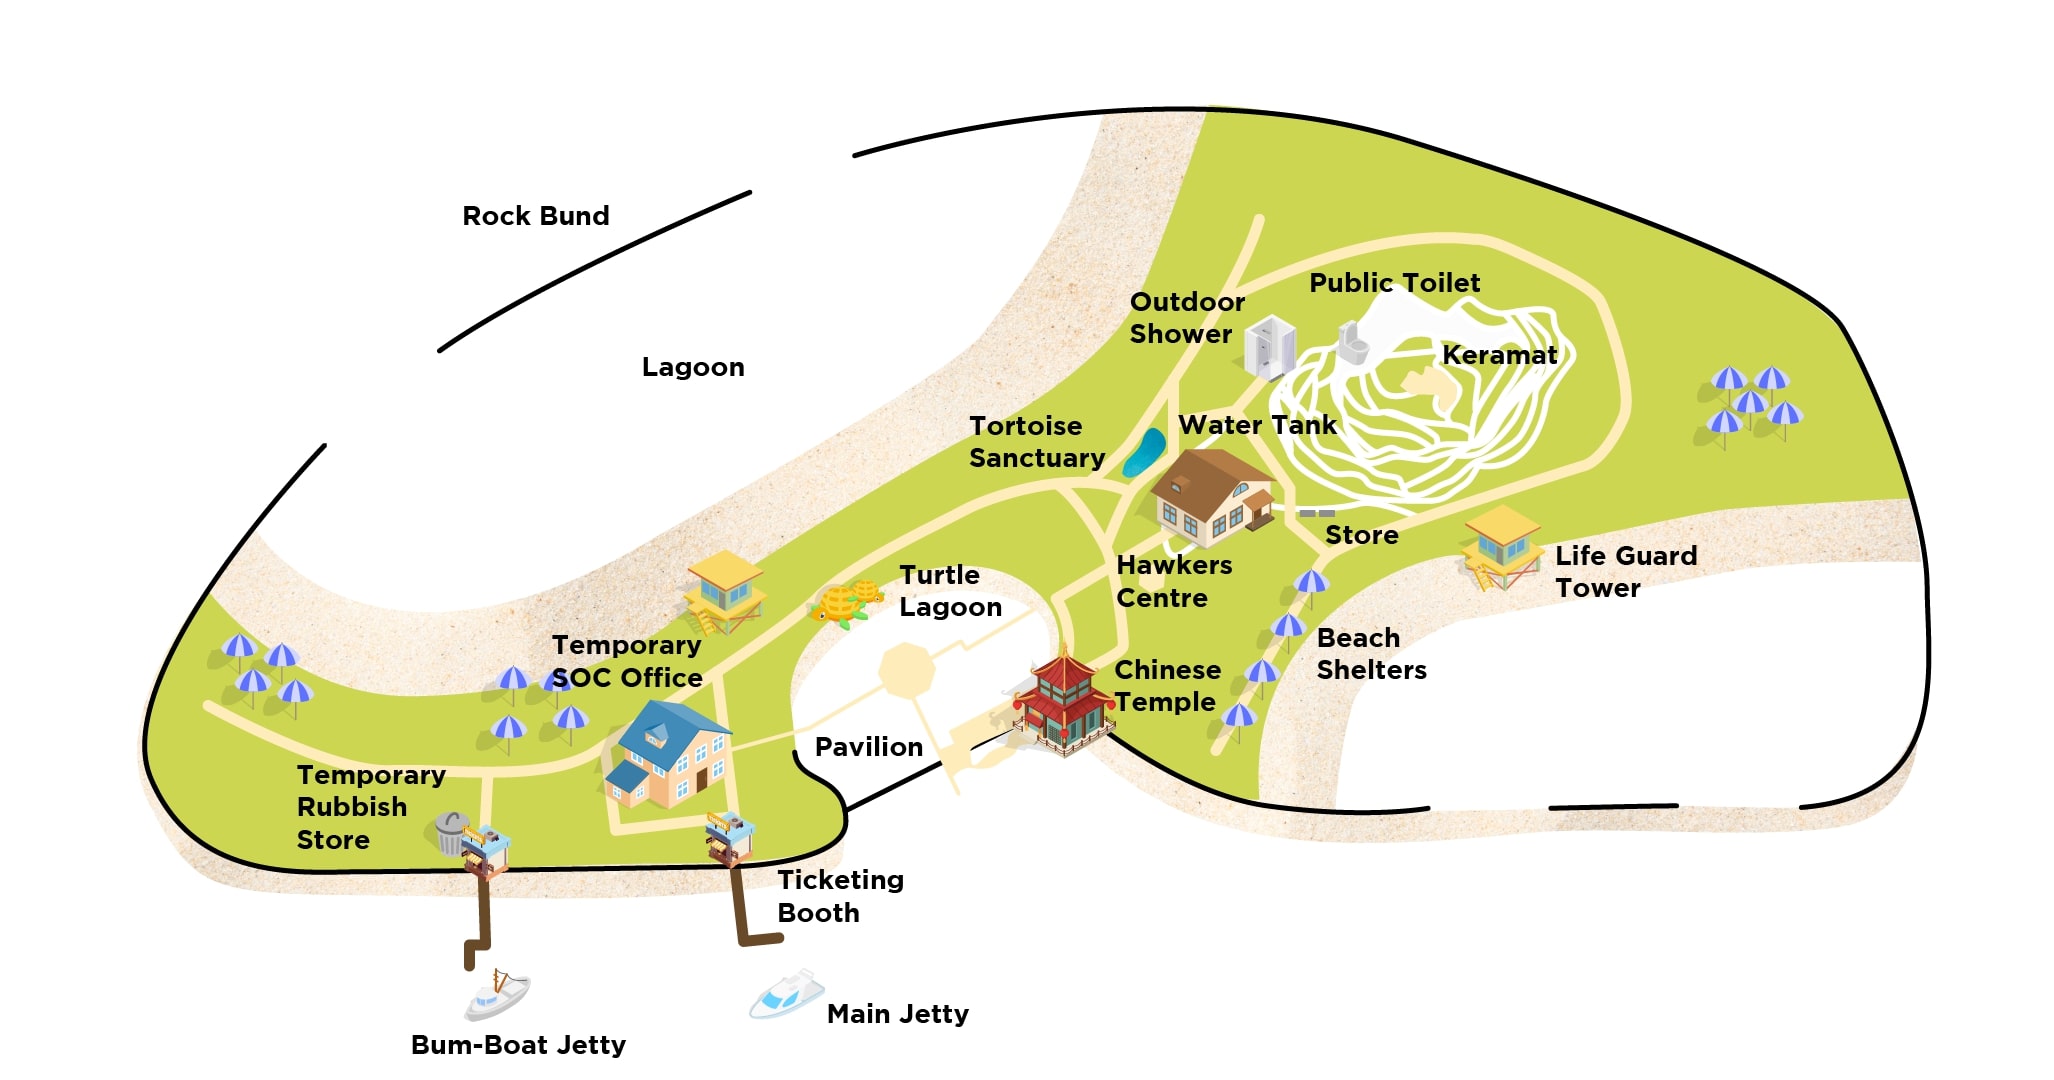 Rock Bund
Lagoon
Public Toilet
Outdoor
Shower
Keramat
Tortoise
Sanctuary
Water Tank
Store
Life Guard
Tower
Hawkers
Centre
Turtle
Lagoon
Temporary
SOC Office
Beach
Shelters
Chinese
Temple
Pavilion
Temporary
Rubbish
Store
Ticketing
Booth
Main Jetty
Bum-Boat Jetty